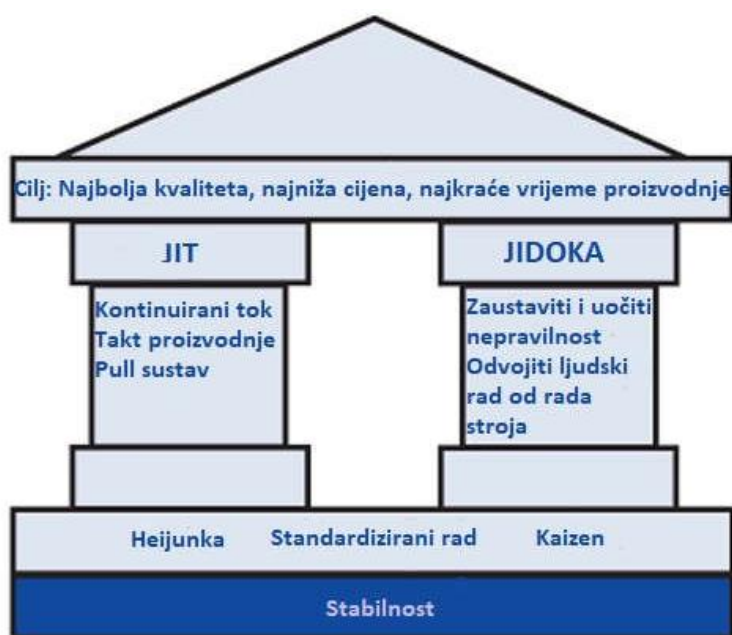 Cilj: Najbolja kvaliteta, najniža cijena, najkraće vrijeme proizvodnje
JIT
JIDOKA
Kontinuirani tok
Takt proizvodnje
Pull sustav
Zaustaviti i uočiti
nepravilnost
Odvojiti ljudski
rad od rada
stroja
Heijunka Standardizirani rad Kaizen
Stabilnost